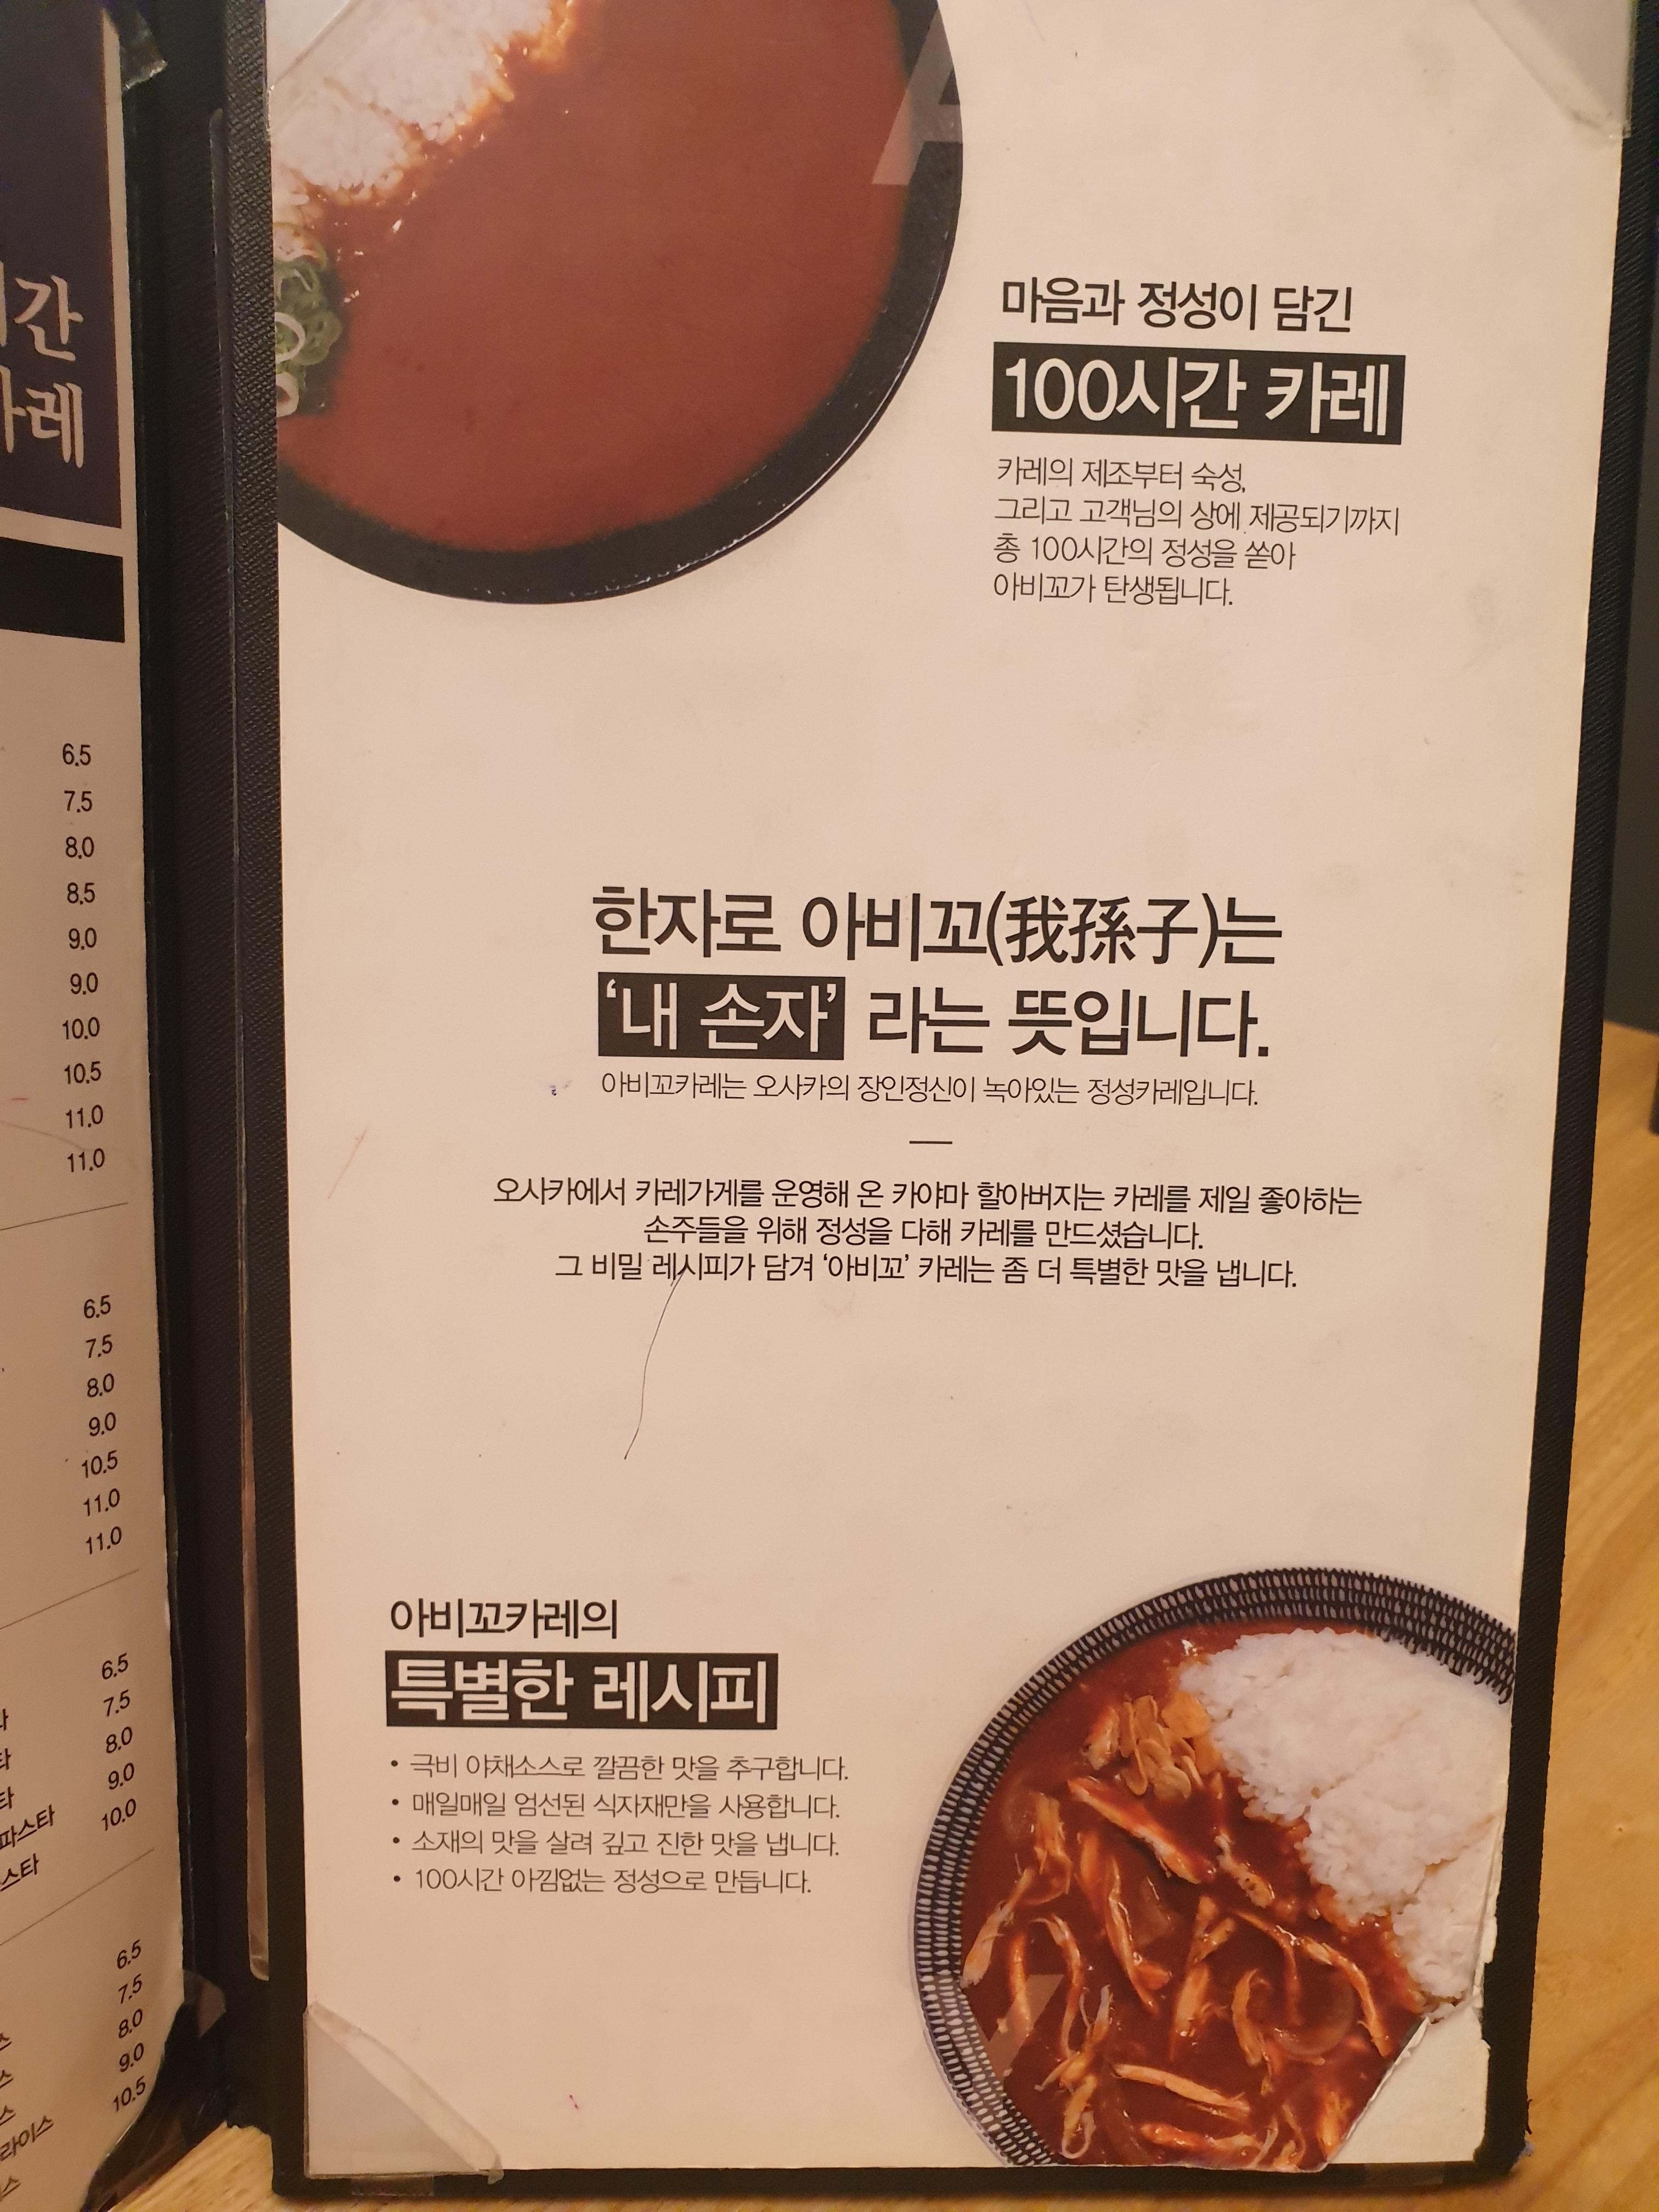 간
카레
6.5
7.5
8.0
8.5
9.0
9.0
10.0
10.5
11.0
11.0
6.5
7.5
8.0
9.0
10.5
11.0
11.0
6.5
7.5
8.0
9.0
파스타 10.0
스타
6.5
7.5
8.0
9.0
10.5
라이스
스
마음과 정성이 담긴
100시간 카레
카레의 제조부터 숙성,
그리고 고객님의 상에 제공되기까지
총 100시간의 정성을 쏟아
아비꼬가 탄생됩니다.
한자로 아비꼬(我孫子)는
‘내 손자’ 라는 뜻입니다.
아비꼬카레는 오사카의 장인정신이 녹아있는 정성카레입니다.
오사카에서 카레가게를 운영해 온 카야마 할아버지는 카레를 제일 좋아하는
손주들을 위해 정성을 다해 카레를 만드셨습니다.
그 비밀 레시피가 담겨 ‘아비꼬’ 카레는 좀 더 특별한 맛을 냅니다.
아비꼬카레의
특별한 레시피
• 극비 야채소스로 깔끔한 맛을 추구합니다.
• 매일매일 엄선된 식자재만을 사용합니다.
• 소재의 맛을 살려 깊고 진한 맛을 냅니다.
• 100시간 아낌없는 정성으로 만듭니다.